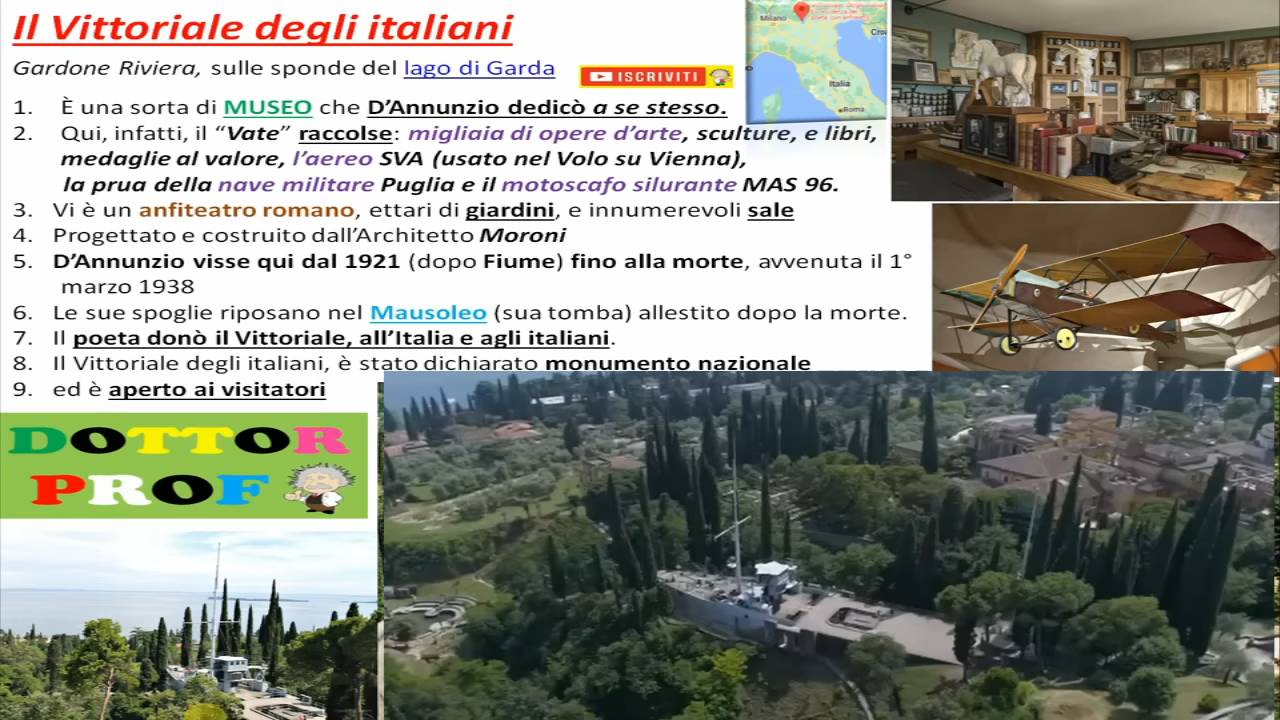 Il Vittoriale degli italiani
Gardone Riviera, sulle sponde del lago di Garda
ISCRIVITI
1. È una sorta di MUSEO che D'Annunzio dedicò a se stesso.
2. Qui, infatti, il “Vate” raccolse: migliaia di opere d'arte, sculture, e libri,
medaglie al valore, l'aereo SVA (usato nel Volo su Vienna),
la prua della nave militare Puglia e il motoscafo silurante MAS 96.
3. Vi è un anfiteatro romano, ettari di giardini, e innumerevoli sale
4. Progettato e costruito dall'Architetto Moroni
5. D'Annunzio visse qui dal 1921 (dopo Fiume) fino alla morte, avvenuta il 1°
marzo 1938
6. Le sue spoglie riposano nel Mausoleo (sua tomba) allestito dopo la morte.
7. Il poeta donò il Vittoriale, all'Italia e agli italiani.
8. Il Vittoriale degli italiani, è stato dichiarato monumento nazionale
9. ed è aperto ai visitatori
DOTTOR
PROF
Milano
Italia
Roma